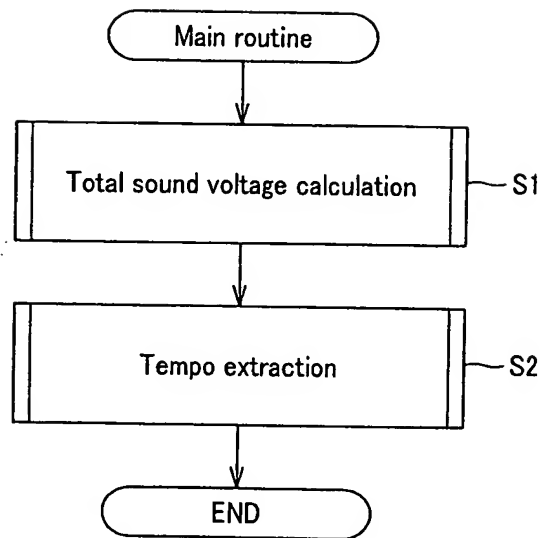 Main routine
Total sound voltage calculation
S1
Tempo extraction
S2
END